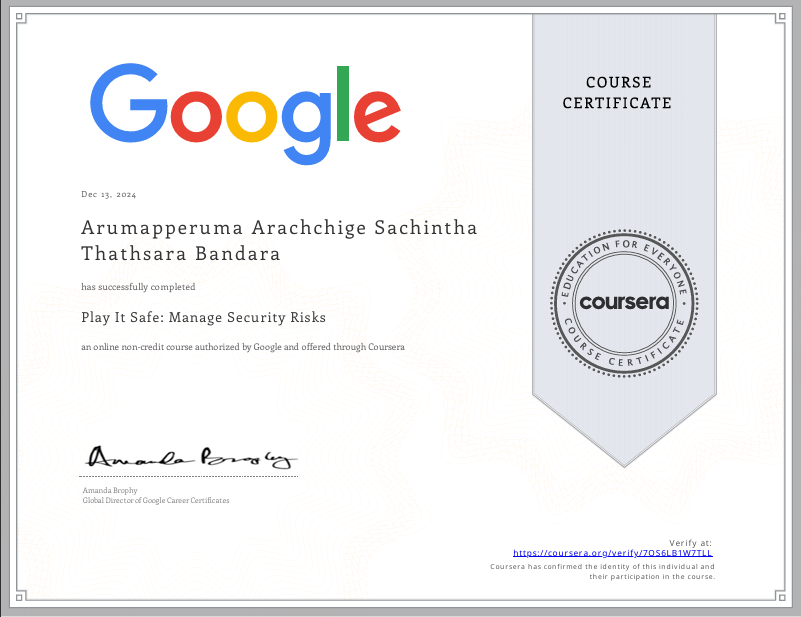 Google
COURSE
CERTIFICATE
Dec 13, 2024
Arumapperuma Arachchige Sachintha
Thathsara Bandara
has successfully completed
Play It Safe: Manage Security Risks
an online non-credit course authorized by Google and offered through Coursera
EDUCATION FOR EVERYONE
coursera
COURSE CERTIFICATE
Amanda Brophy
Amanda Brophy
Global Director of Google Career Certificates
Verify at:
https://coursera.org/verify/7OS6LB1W7TLL
Coursera has confirmed the identity of this individual and
their participation in the course.